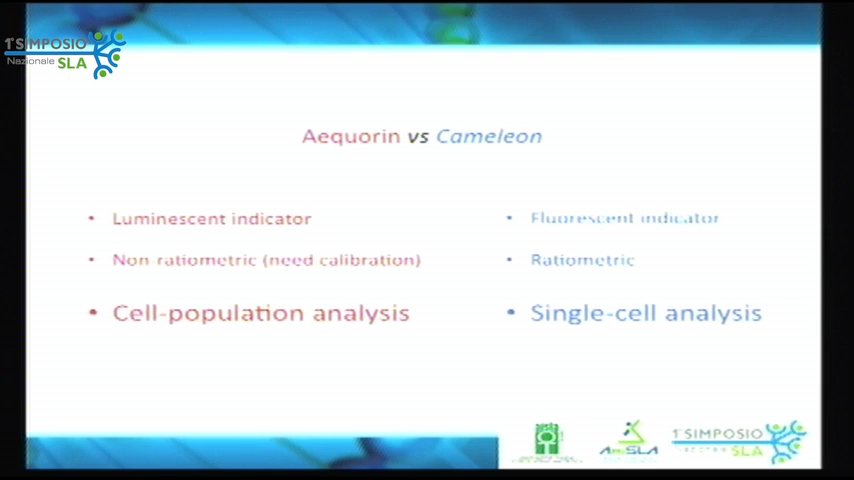 1° SIMPOSIO
Nazionale SLA
Aequorin vs Cameleon
• Luminescent indicator
• Fluorescent indicator
• Non ratiometric (need calibration)
• Ratiometric
• Cell-population analysis
• Single-cell analysis
1° SIMPOSIO
SLA